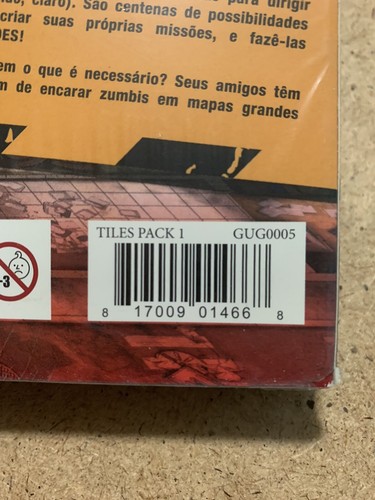 claro). São centenas de possibilidades
criar suas próprias missões, e fazê-las
em o que é necessário? Seus amigos têm
m de encarar zumbis em mapas grandes
TILES PACK 1 GUG0005
-3
8 17009 01466 8